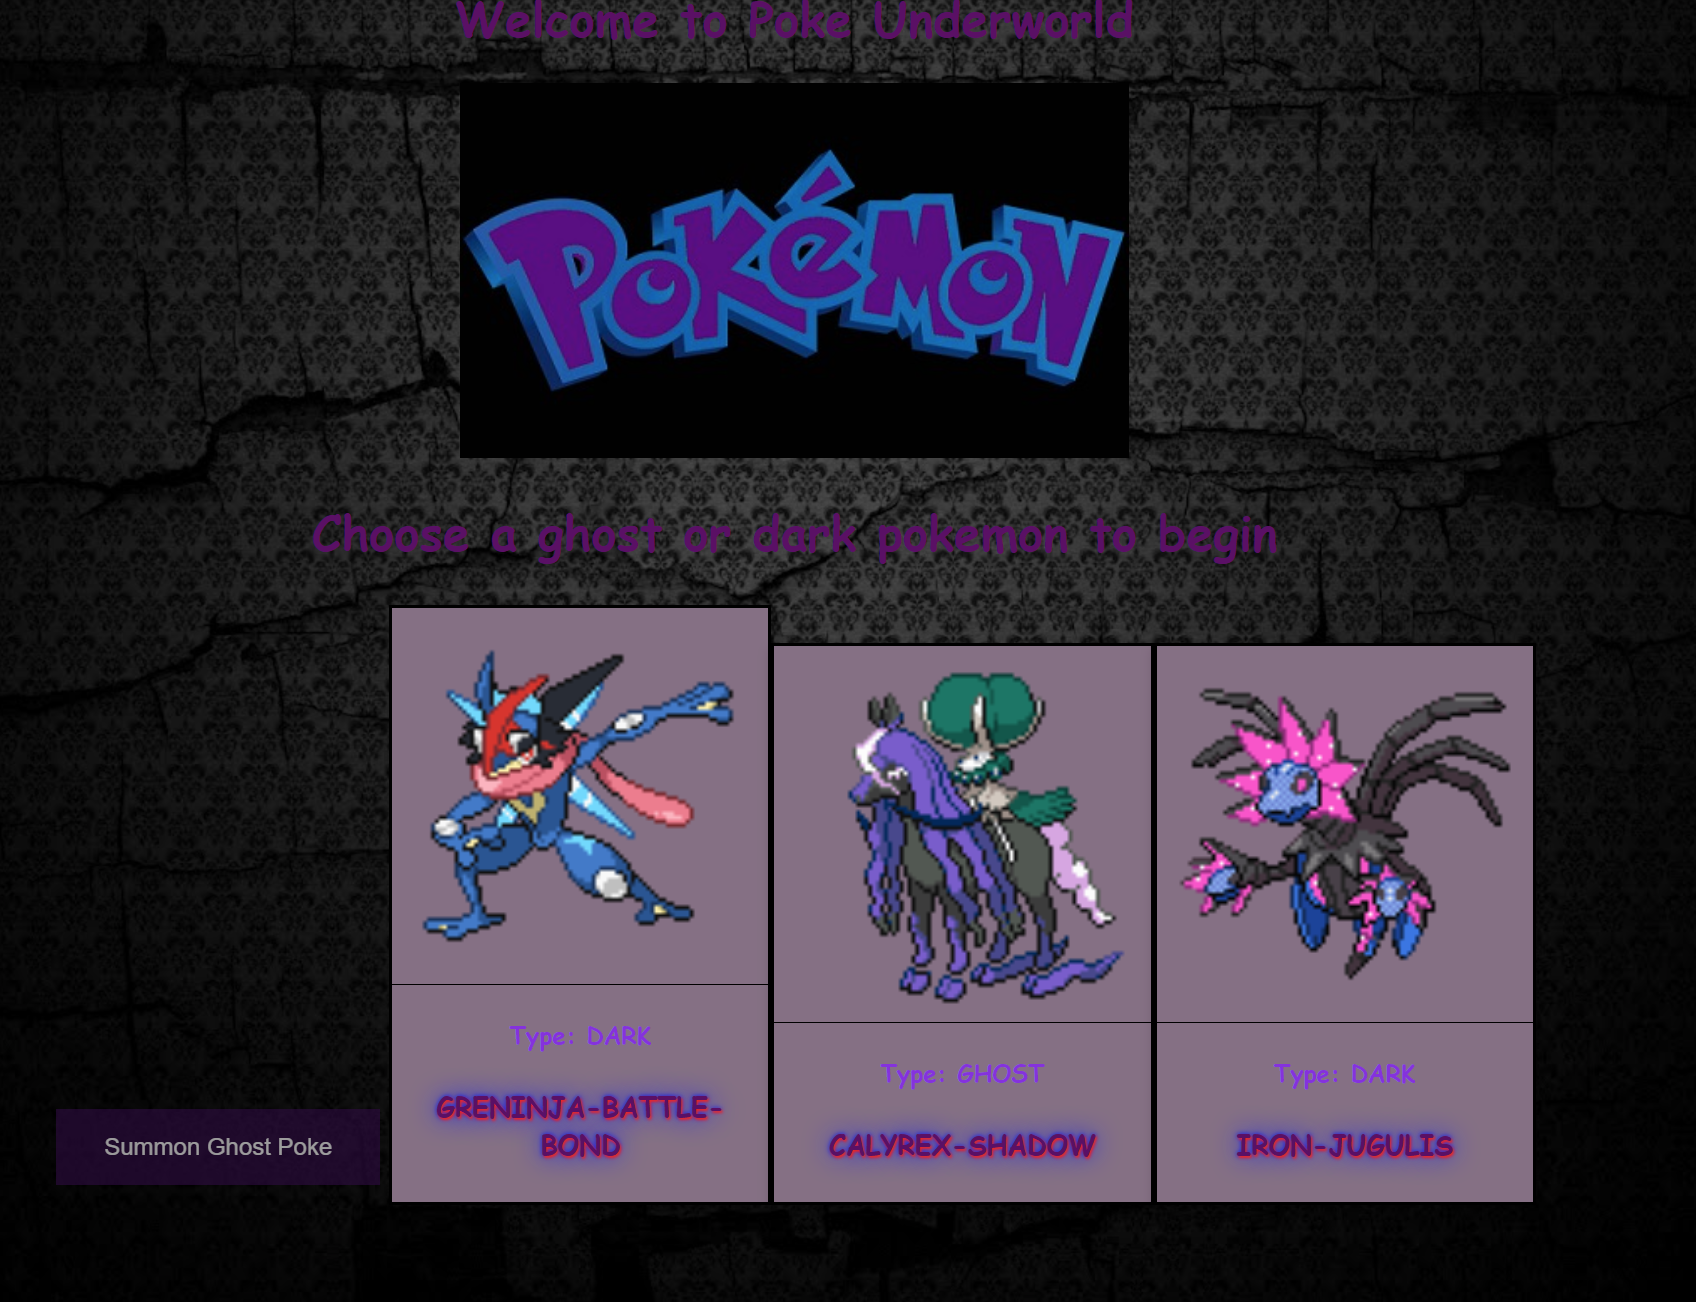 Welcome to Poke Underworld
POKéMON
Choose a ghost or dark pokemon to begin
Type: DARK
GRENINJA-BATTLE-
BOND
Type: GHOST
CALYREX-SHADOW
Type: DARK
IRON-JUGULIS
Summon Ghost Poke